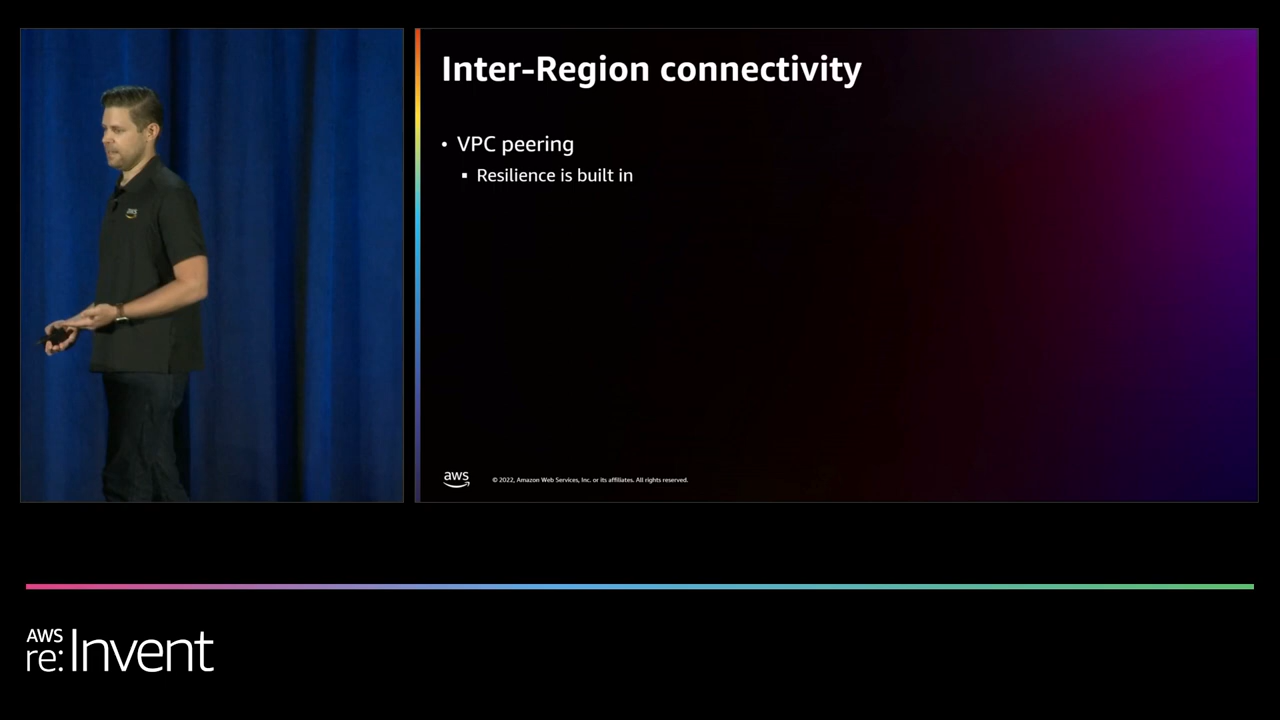 Inter-Region connectivity
• VPC peering
▪ Resilience is built in
aws
© 2022, Amazon Web Services, Inc. or its affiliates. All rights reserved.
AWS
re:Invent